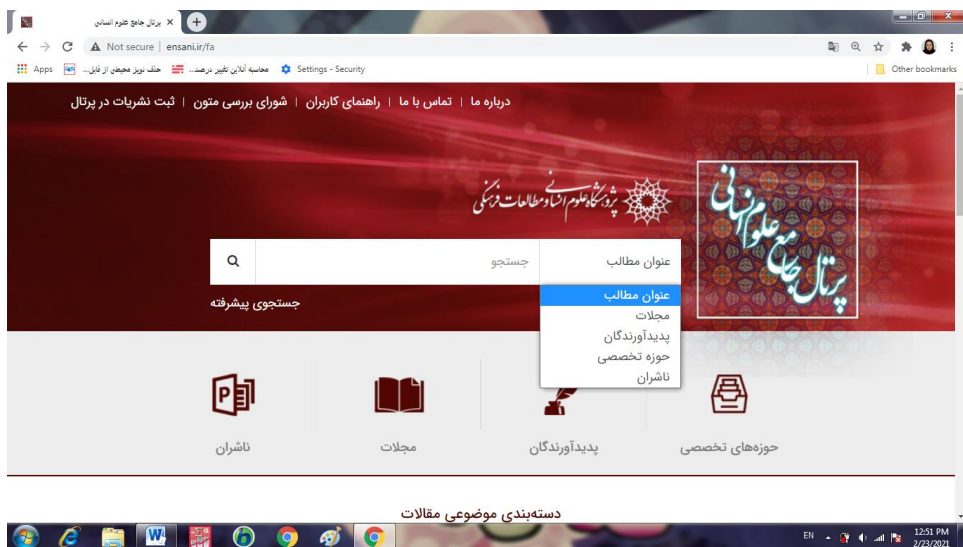 پرتال جامع علوم انسانی
Not secure | ensani.ir/fa
Apps
حذف نویز محیطی از فایل...
محاسبه آنلاین تغییر درصد...
Settings - Security
Other bookmarks
درباره ما | تماس با ما | راهنمای کاربران | شورای بررسی متون | ثبت نشریات در پرتال
پژوهشگاه علوم انسانی و مطالعات فرهنگی
پرتال جامع علوم انسانی
عنوان مطالب
جستجو
عنوان مطالب
مجلات
پدیدآورندگان
حوزه تخصصی
ناشران
جستجوی پیشرفته
حوزه‌های تخصصی
پدیدآورندگان
مجلات
ناشران
دسته‌بندی موضوعی مقالات
EN
12:51 PM
2/23/2021